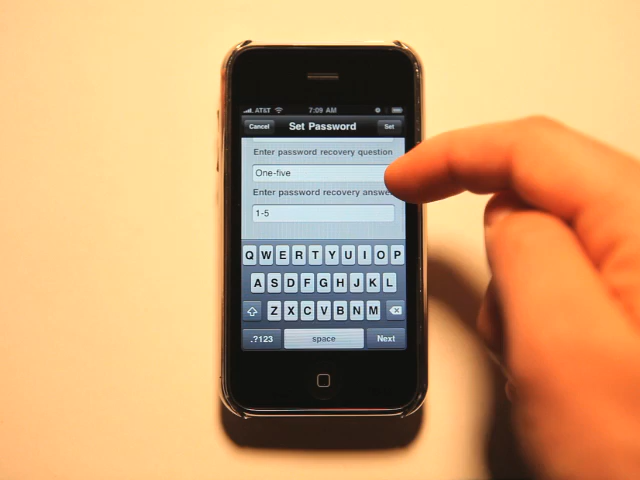 AT&T 7:09 AM
Cancel Set Password Set
Enter password recovery question
One-five
Enter password recovery answe
1-5
Q W E R T Y U I O P
A S D F G H J K L
Z X C V B N M
.?123 space Next